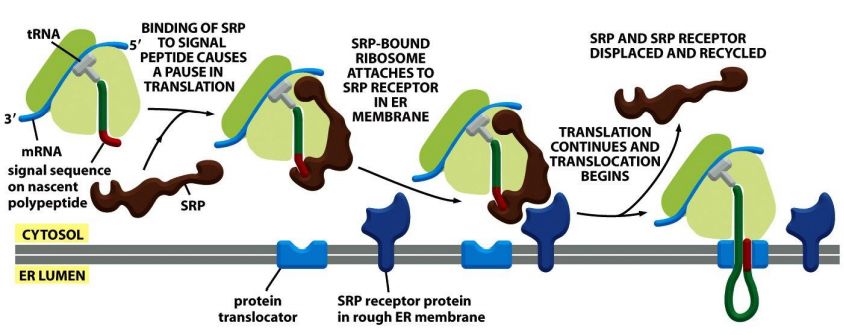 tRNA
5′
3′
mRNA
signal sequence
on nascent
polypeptide
SRP
BINDING OF SRP
TO SIGNAL
PEPTIDE CAUSES
A PAUSE IN
TRANSLATION
SRP-BOUND
RIBOSOME
ATTACHES TO
SRP RECEPTOR
IN ER
MEMBRANE
SRP AND SRP RECEPTOR
DISPLACED AND RECYCLED
TRANSLATION
CONTINUES AND
TRANSLOCATION
BEGINS
CYTOSOL
ER LUMEN
protein
translocator
SRP receptor protein
in rough ER membrane